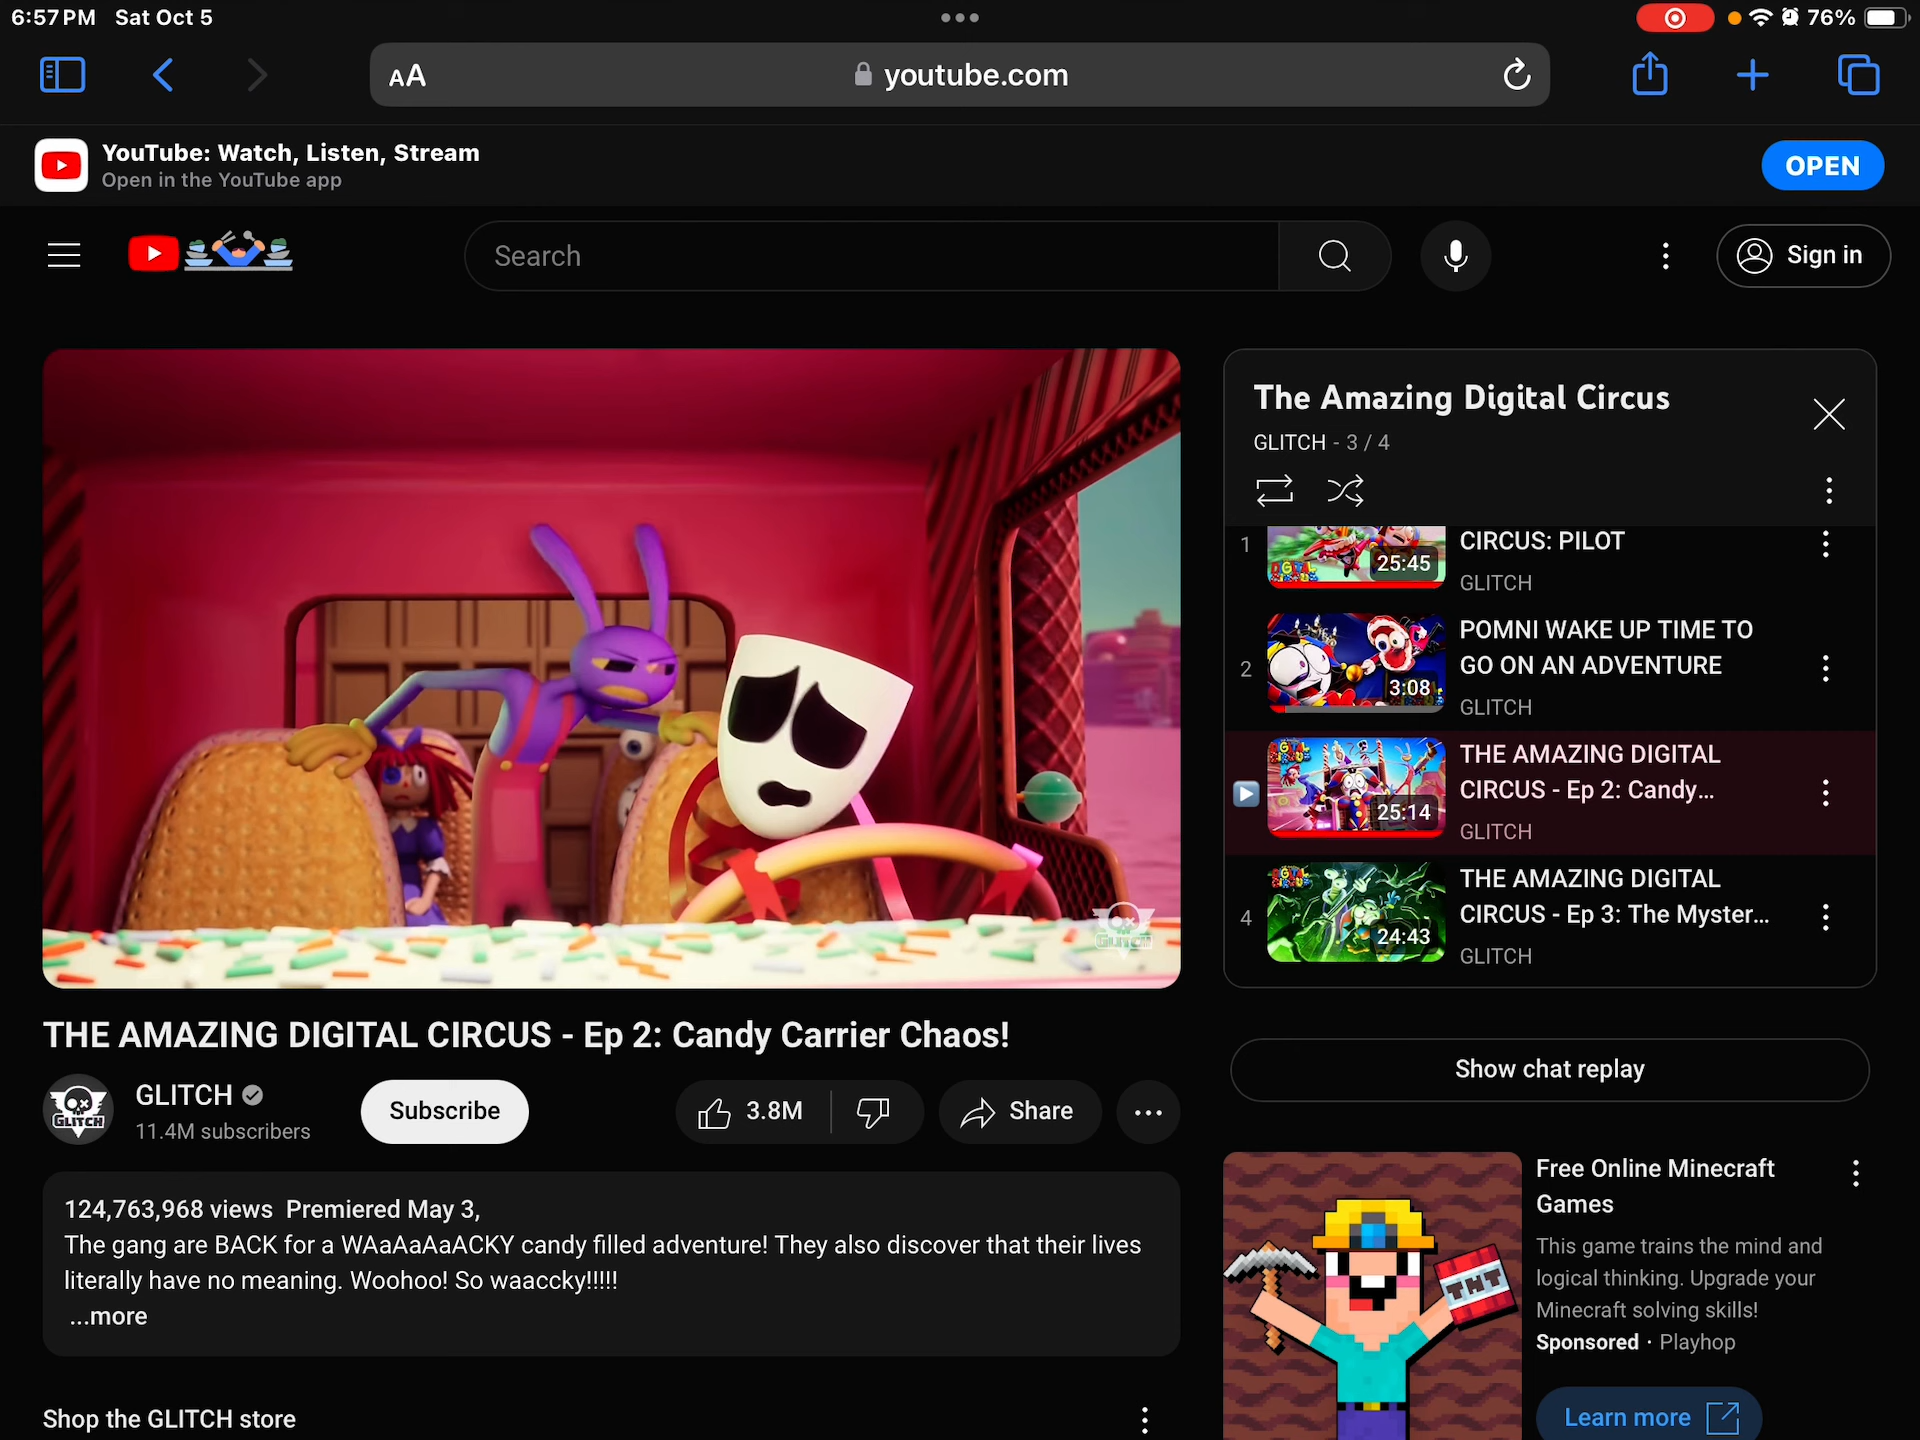 6:57 PM Sat Oct 5
76%
AA
youtube.com
YouTube: Watch, Listen, Stream
Open in the YouTube app
OPEN
Search
Sign in
GLITCH
The Amazing Digital Circus
GLITCH - 3 / 4
1
25:45
CIRCUS: PILOT
GLITCH
2
3:08
POMNI WAKE UP TIME TO
GO ON AN ADVENTURE
GLITCH
25:14
THE AMAZING DIGITAL
CIRCUS - Ep 2: Candy...
GLITCH
4
24:43
THE AMAZING DIGITAL
CIRCUS - Ep 3: The Myster...
GLITCH
THE AMAZING DIGITAL CIRCUS - Ep 2: Candy Carrier Chaos!
GLITCH
GLITCH
11.4M subscribers
Subscribe
3.8M
Share
124,763,968 views Premiered May 3,
The gang are BACK for a WAaAaAaACKY candy filled adventure! They also discover that their lives
literally have no meaning. Woohoo! So waaccky!!!!!
...more
Shop the GLITCH store
Show chat replay
TNT
Free Online Minecraft
Games
This game trains the mind and
logical thinking. Upgrade your
Minecraft solving skills!
Sponsored · Playhop
Learn more